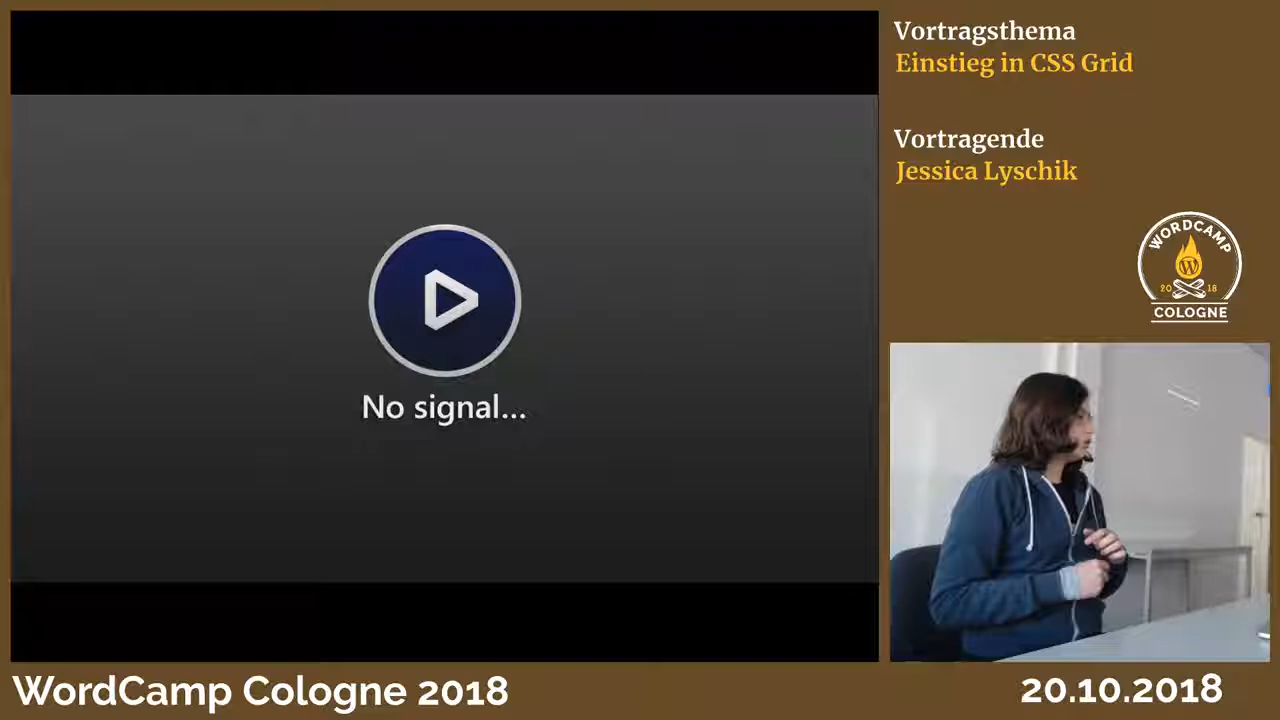 Vortragsthema
Einstieg in CSS Grid
Vortragende
Jessica Lyschik
WORDCAMP
20 18
COLOGNE
No signal...
WordCamp Cologne 2018
20.10.2018